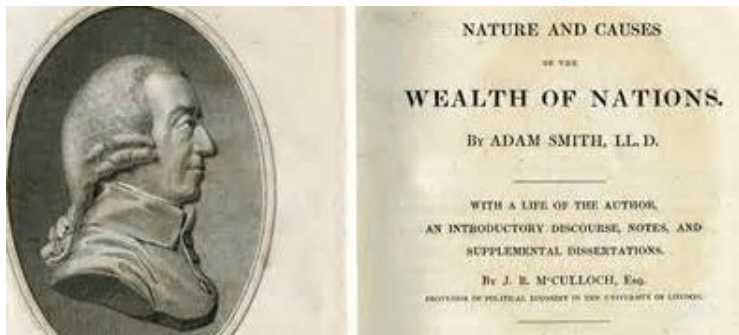 NATURE AND CAUSES
OF THE
WEALTH OF NATIONS.
By ADAM SMITH, LL. D.
WITH A LIFE OF THE AUTHOR,
AN INTRODUCTORY DISCOURSE, NOTES, AND
SUPPLEMENTAL DISSERTATIONS.
By J. R. M'CULLOCH, Esq.
PROFESSOR OF POLITICAL ECONOMY IN THE UNIVERSITY OF LONDON.